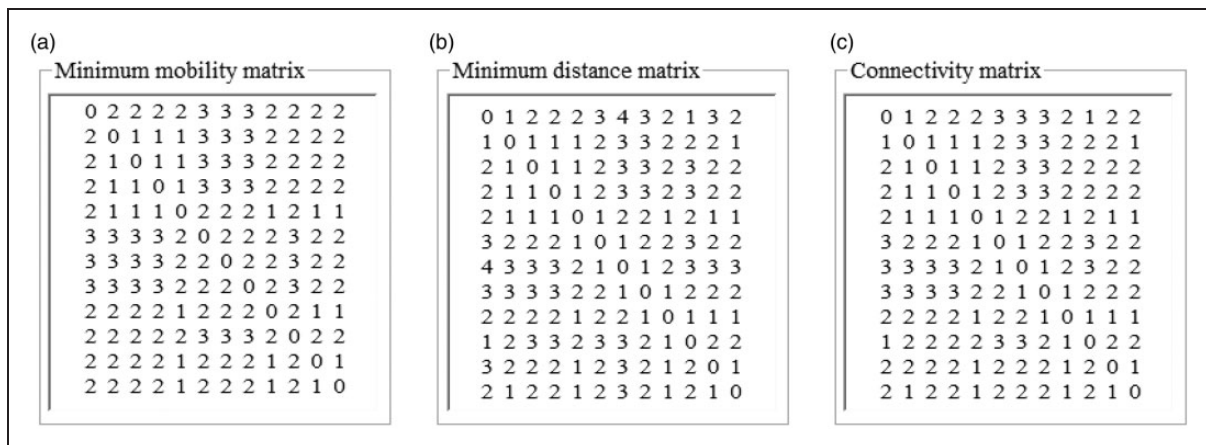 (a)
Minimum mobility matrix
0 2 2 2 2 3 3 3 2 2 2 2
2 0 1 1 1 3 3 3 2 2 2 2
2 1 0 1 1 3 3 3 2 2 2 2
2 1 1 0 1 3 3 3 2 2 2 2
2 1 1 1 0 2 2 2 1 2 1 1
3 3 3 3 2 0 2 2 2 3 2 2
3 3 3 3 2 2 0 2 2 3 2 2
3 3 3 3 2 2 2 0 2 3 2 2
2 2 2 2 1 2 2 2 0 2 1 1
2 2 2 2 2 3 3 3 2 0 2 2
2 2 2 2 1 2 2 2 1 2 0 1
2 2 2 2 1 2 2 2 1 2 1 0
(b)
Minimum distance matrix
0 1 2 2 2 3 4 3 2 1 3 2
1 0 1 1 1 2 3 3 2 2 2 1
2 1 0 1 1 2 3 3 2 3 2 2
2 1 1 0 1 2 3 3 2 3 2 2
2 1 1 1 0 1 2 2 1 2 1 1
3 2 2 2 1 0 1 2 2 3 2 2
4 3 3 3 2 1 0 1 2 3 3 3
3 3 3 3 2 2 1 0 1 2 2 2
2 2 2 2 1 2 2 1 0 1 1 1
1 2 3 3 2 3 3 2 1 0 2 2
3 2 2 2 1 2 3 2 1 2 0 1
2 1 2 2 1 2 3 2 1 2 1 0
(c)
Connectivity matrix
0 1 2 2 2 3 3 3 2 1 2 2
1 0 1 1 1 2 3 3 2 2 2 1
2 1 0 1 1 2 3 3 2 2 2 2
2 1 1 0 1 2 3 3 2 2 2 2
2 1 1 1 0 1 2 2 1 2 1 1
3 2 2 2 1 0 1 2 2 3 2 2
3 3 3 3 2 1 0 1 2 3 2 2
3 3 3 3 2 2 1 0 1 2 2 2
2 2 2 2 1 2 2 1 0 1 1 1
1 2 2 2 2 3 3 2 1 0 2 2
2 2 2 2 1 2 2 2 1 2 0 1
2 1 2 2 1 2 2 2 1 2 1 0